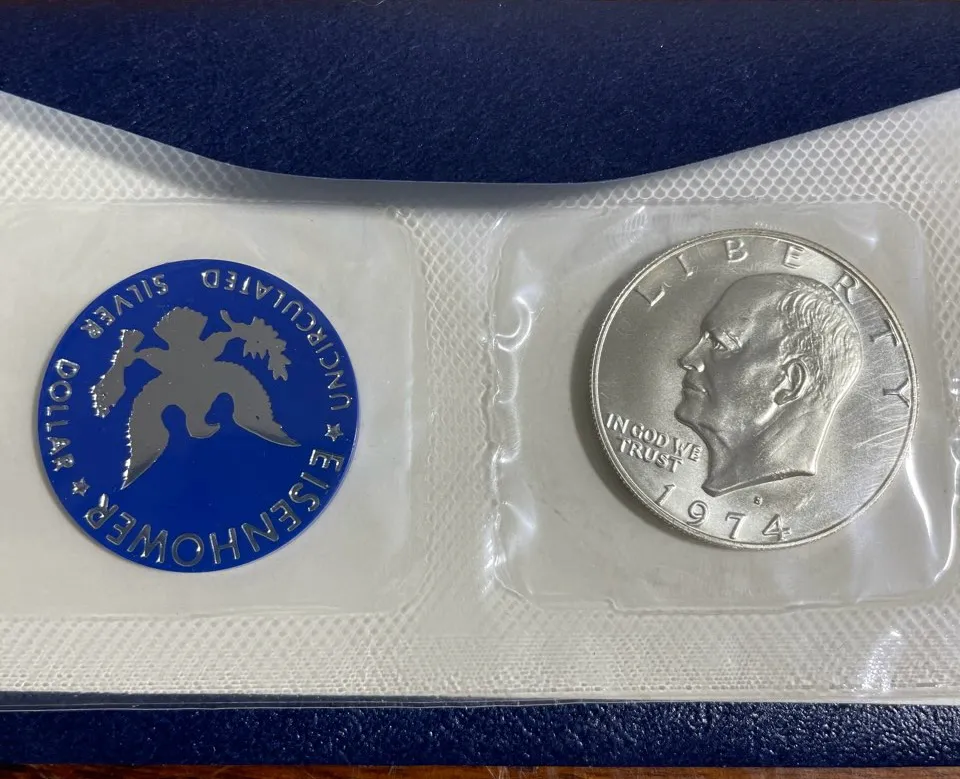 UNCIRCULATED SILVER DOLLAR
★ EISENHOWER ★
LIBERTY
IN GOD WE
TRUST
S
1974